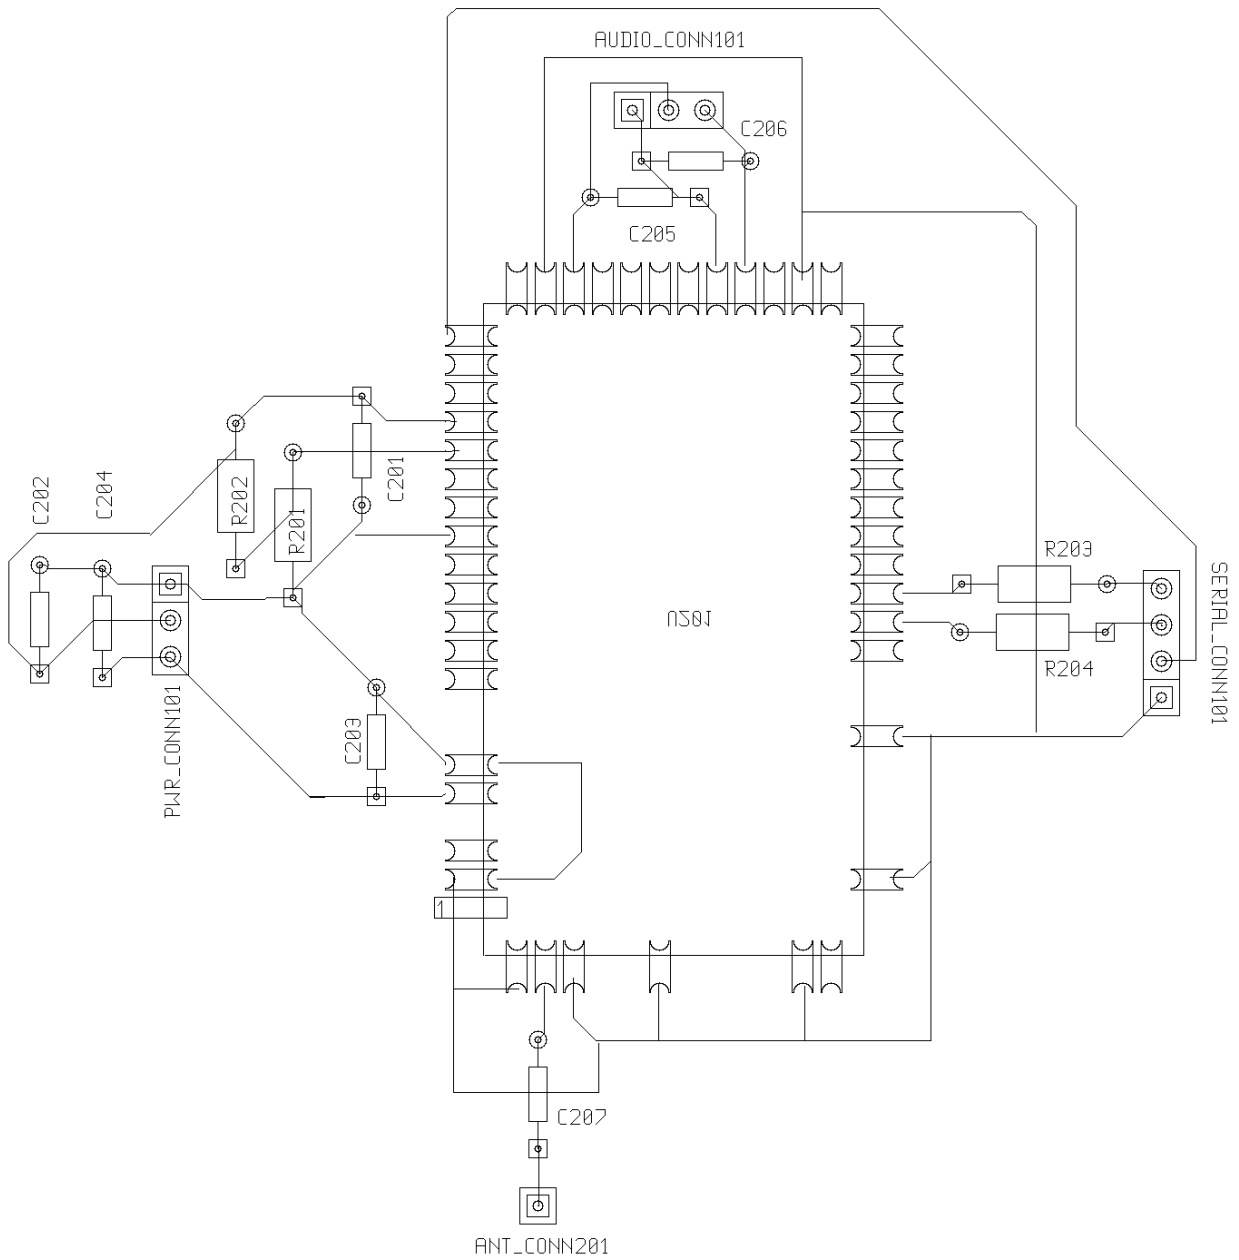 AUDIO_CONN101
C206
C205
C202
C204
R202
R201
C201
R203
SERIAL_CONN101
U201
R204
PWR_CONN101
C203
1
C207
ANT_CONN201